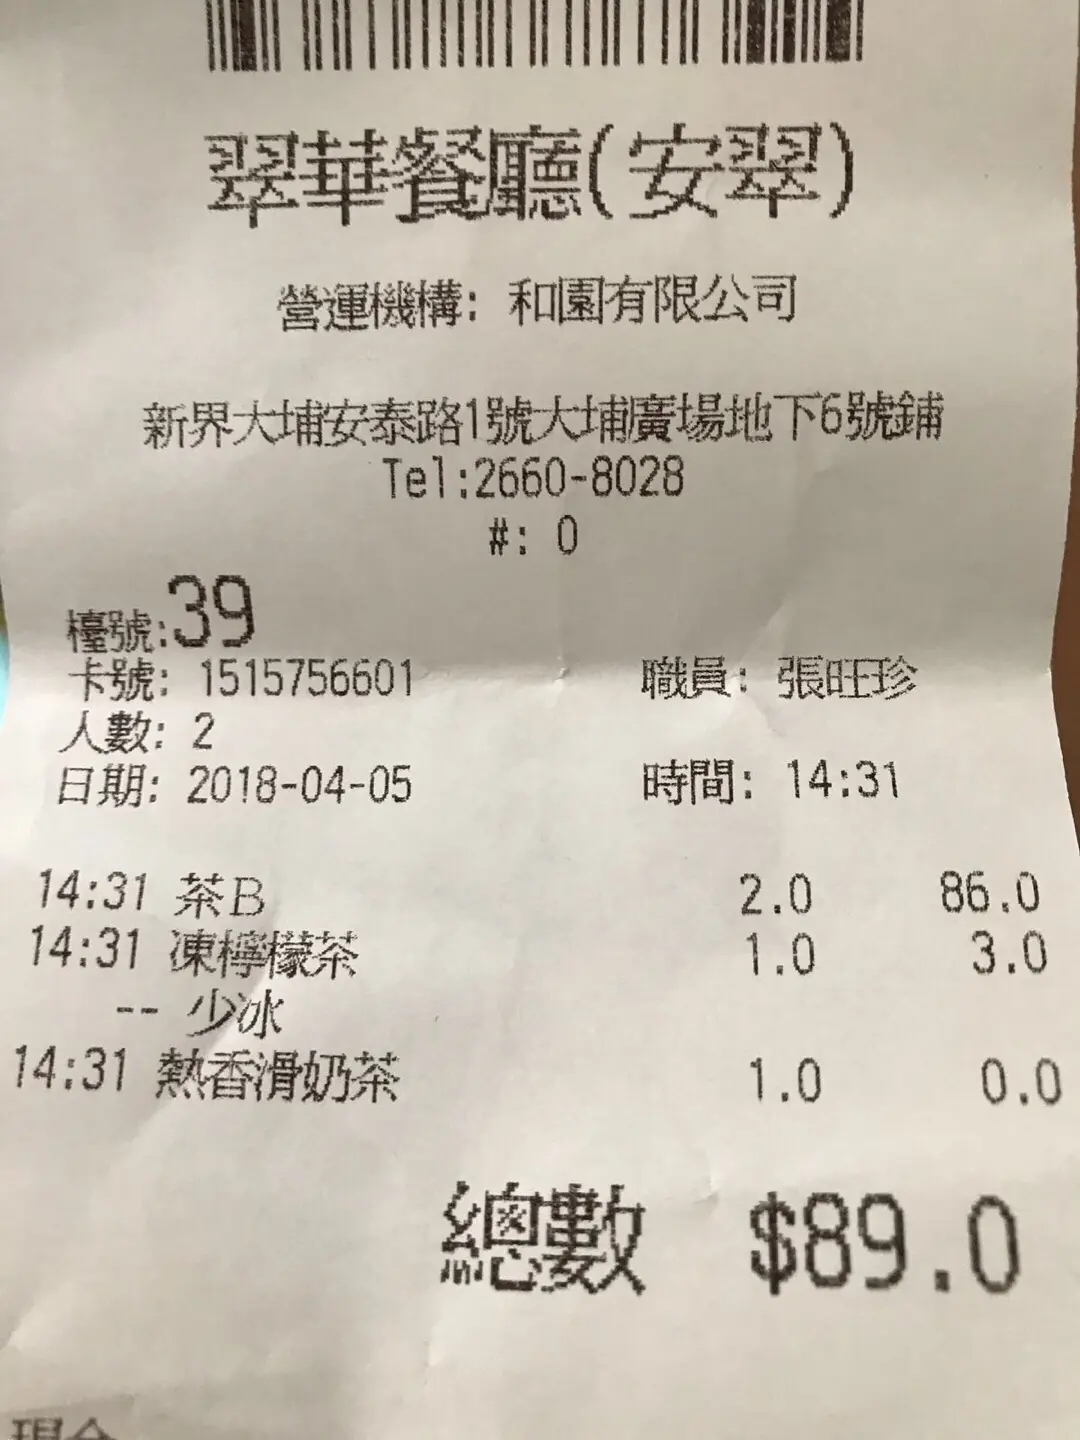 翠華餐廳(安翠)
營運機構: 和園有限公司
新界大埔安泰路1號大埔廣場地下6號鋪
Tel:2660-8028
#: 0
檯號:39
卡號: 1515756601 職員: 張旺珍
人數: 2
日期: 2018-04-05 時間: 14:31
14:31 茶B 2.0 86.0
14:31 凍檸檬茶 1.0 3.0
-- 少冰
14:31 熱香滑奶茶 1.0 0.0
總數 $89.0